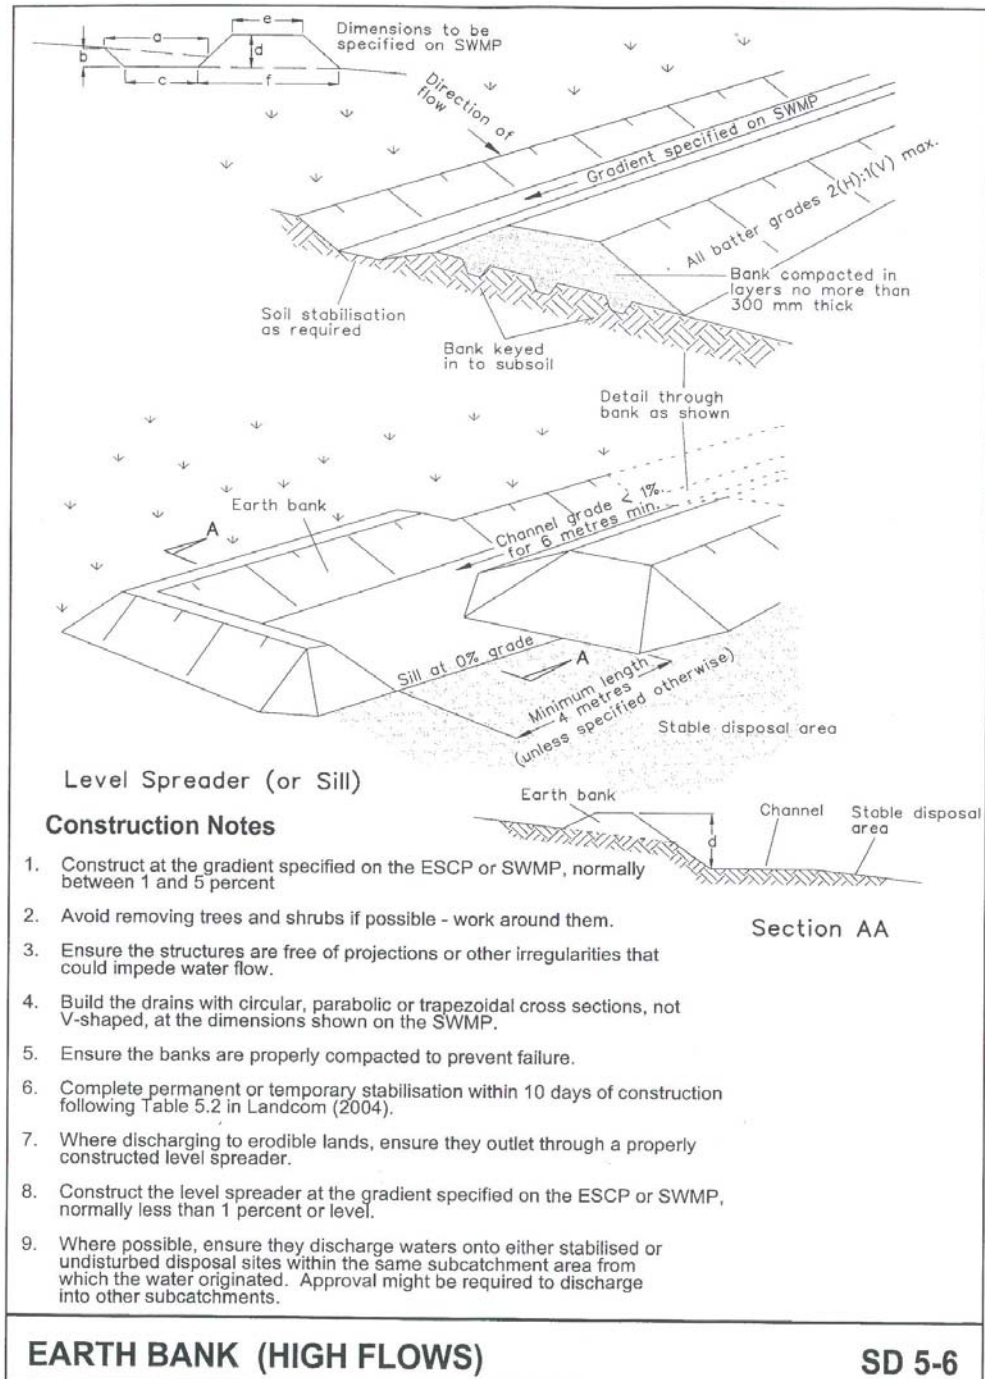 e
Dimensions to be
specified on SWMP
a
b
d
c
f
Direction of
flow
Gradient specified on SWMP
All batter grades 2(H):1(V) max.
Bank compacted in
layers no more than
300 mm thick
Soil stabilisation
as required
Bank keyed
in to subsoil
Detail through
bank as shown
Earth bank
A
Channel grade < 1%.
for 6 metres min.
Sill at 0% grade
A
Minimum length
4 metres
(unless specified otherwise)
Stable disposal area
Level Spreader (or Sill)
Earth bank
Channel
Stable disposal
area
d
Section AA
Construction Notes
1. Construct at the gradient specified on the ESCP or SWMP, normally
between 1 and 5 percent
2. Avoid removing trees and shrubs if possible - work around them.
3. Ensure the structures are free of projections or other irregularities that
could impede water flow.
4. Build the drains with circular, parabolic or trapezoidal cross sections, not
V-shaped, at the dimensions shown on the SWMP.
5. Ensure the banks are properly compacted to prevent failure.
6. Complete permanent or temporary stabilisation within 10 days of construction
following Table 5.2 in Landcom (2004).
7. Where discharging to erodible lands, ensure they outlet through a properly
constructed level spreader.
8. Construct the level spreader at the gradient specified on the ESCP or SWMP,
normally less than 1 percent or level.
9. Where possible, ensure they discharge waters onto either stabilised or
undisturbed disposal sites within the same subcatchment area from
which the water originated. Approval might be required to discharge
into other subcatchments.
EARTH BANK (HIGH FLOWS)
SD 5-6